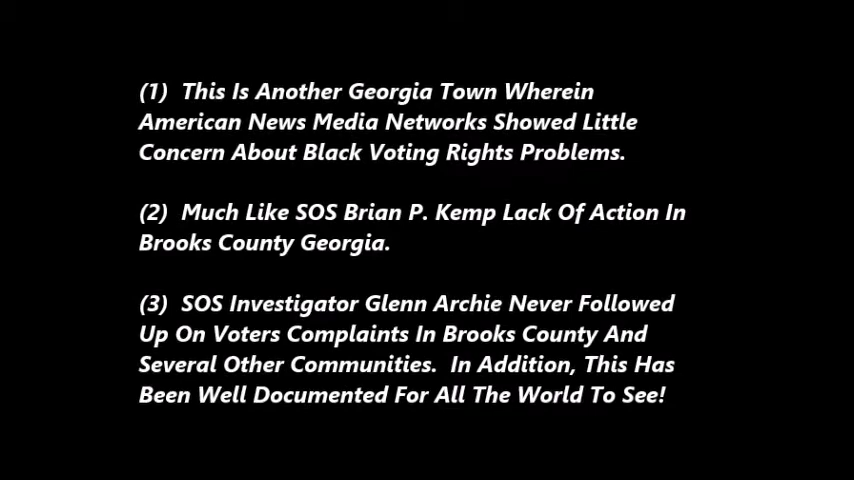 (1)  This Is Another Georgia Town Wherein
American News Media Networks Showed Little
Concern About Black Voting Rights Problems.
(2)  Much Like SOS Brian P. Kemp Lack Of Action In
Brooks County Georgia.
(3)  SOS Investigator Glenn Archie Never Followed
Up On Voters Complaints In Brooks County And
Several Other Communities.  In Addition, This Has
Been Well Documented For All The World To See!